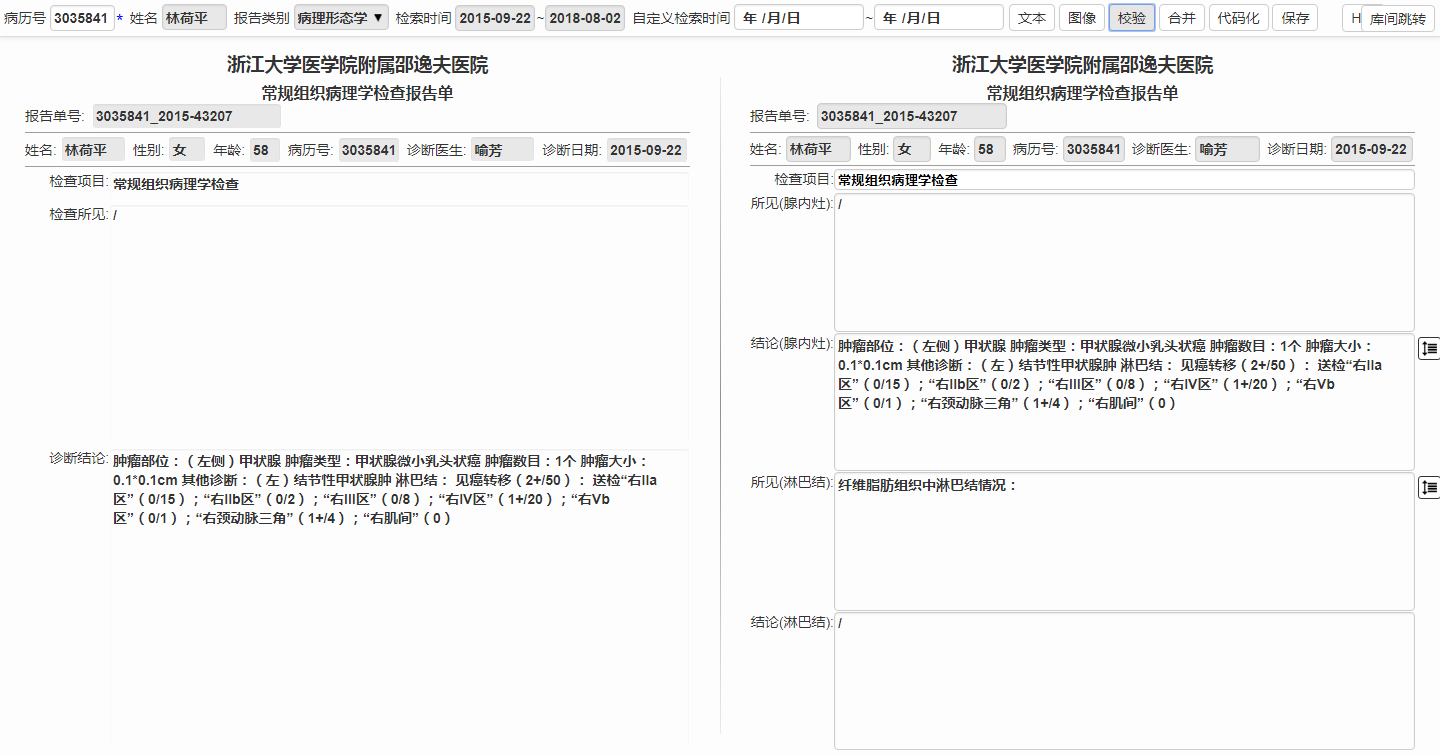 病历号 3035841 * 姓名 林荷平 报告类别 病理形态学 ▼ 检索时间 2015-09-22 ~ 2018-08-02 自定义检索时间 年 /月/日 ~ 年 /月/日 文本 图像 校验 合并 代码化 保存 H 库间跳转
浙江大学医学院附属邵逸夫医院
常规组织病理学检查报告单
报告单号: 3035841_2015-43207
姓名: 林荷平 性别: 女 年龄: 58 病历号: 3035841 诊断医生: 喻芳 诊断日期: 2015-09-22
检查项目: 常规组织病理学检查
检查所见: /
诊断结论: 肿瘤部位：（左侧）甲状腺 肿瘤类型：甲状腺微小乳头状癌 肿瘤数目：1个 肿瘤大小：
0.1*0.1cm 其他诊断：（左）结节性甲状腺肿 淋巴结： 见癌转移（2+/50）： 送检“右IIa
区”（0/15）；“右IIb区”（0/2）；“右III区”（0/8）；“右IV区”（1+/20）；“右Vb
区”（0/1）；“右颈动脉三角”（1+/4）；“右肌间”（0）
浙江大学医学院附属邵逸夫医院
常规组织病理学检查报告单
报告单号: 3035841_2015-43207
姓名: 林荷平 性别: 女 年龄: 58 病历号: 3035841 诊断医生: 喻芳 诊断日期: 2015-09-22
检查项目: 常规组织病理学检查
所见(腺内灶): /
结论(腺内灶): 肿瘤部位：（左侧）甲状腺 肿瘤类型：甲状腺微小乳头状癌 肿瘤数目：1个 肿瘤大小：
0.1*0.1cm 其他诊断：（左）结节性甲状腺肿 淋巴结： 见癌转移（2+/50）： 送检“右IIa
区”（0/15）；“右IIb区”（0/2）；“右III区”（0/8）；“右IV区”（1+/20）；“右Vb
区”（0/1）；“右颈动脉三角”（1+/4）；“右肌间”（0）
所见(淋巴结): 纤维脂肪组织中淋巴结情况：
结论(淋巴结): /